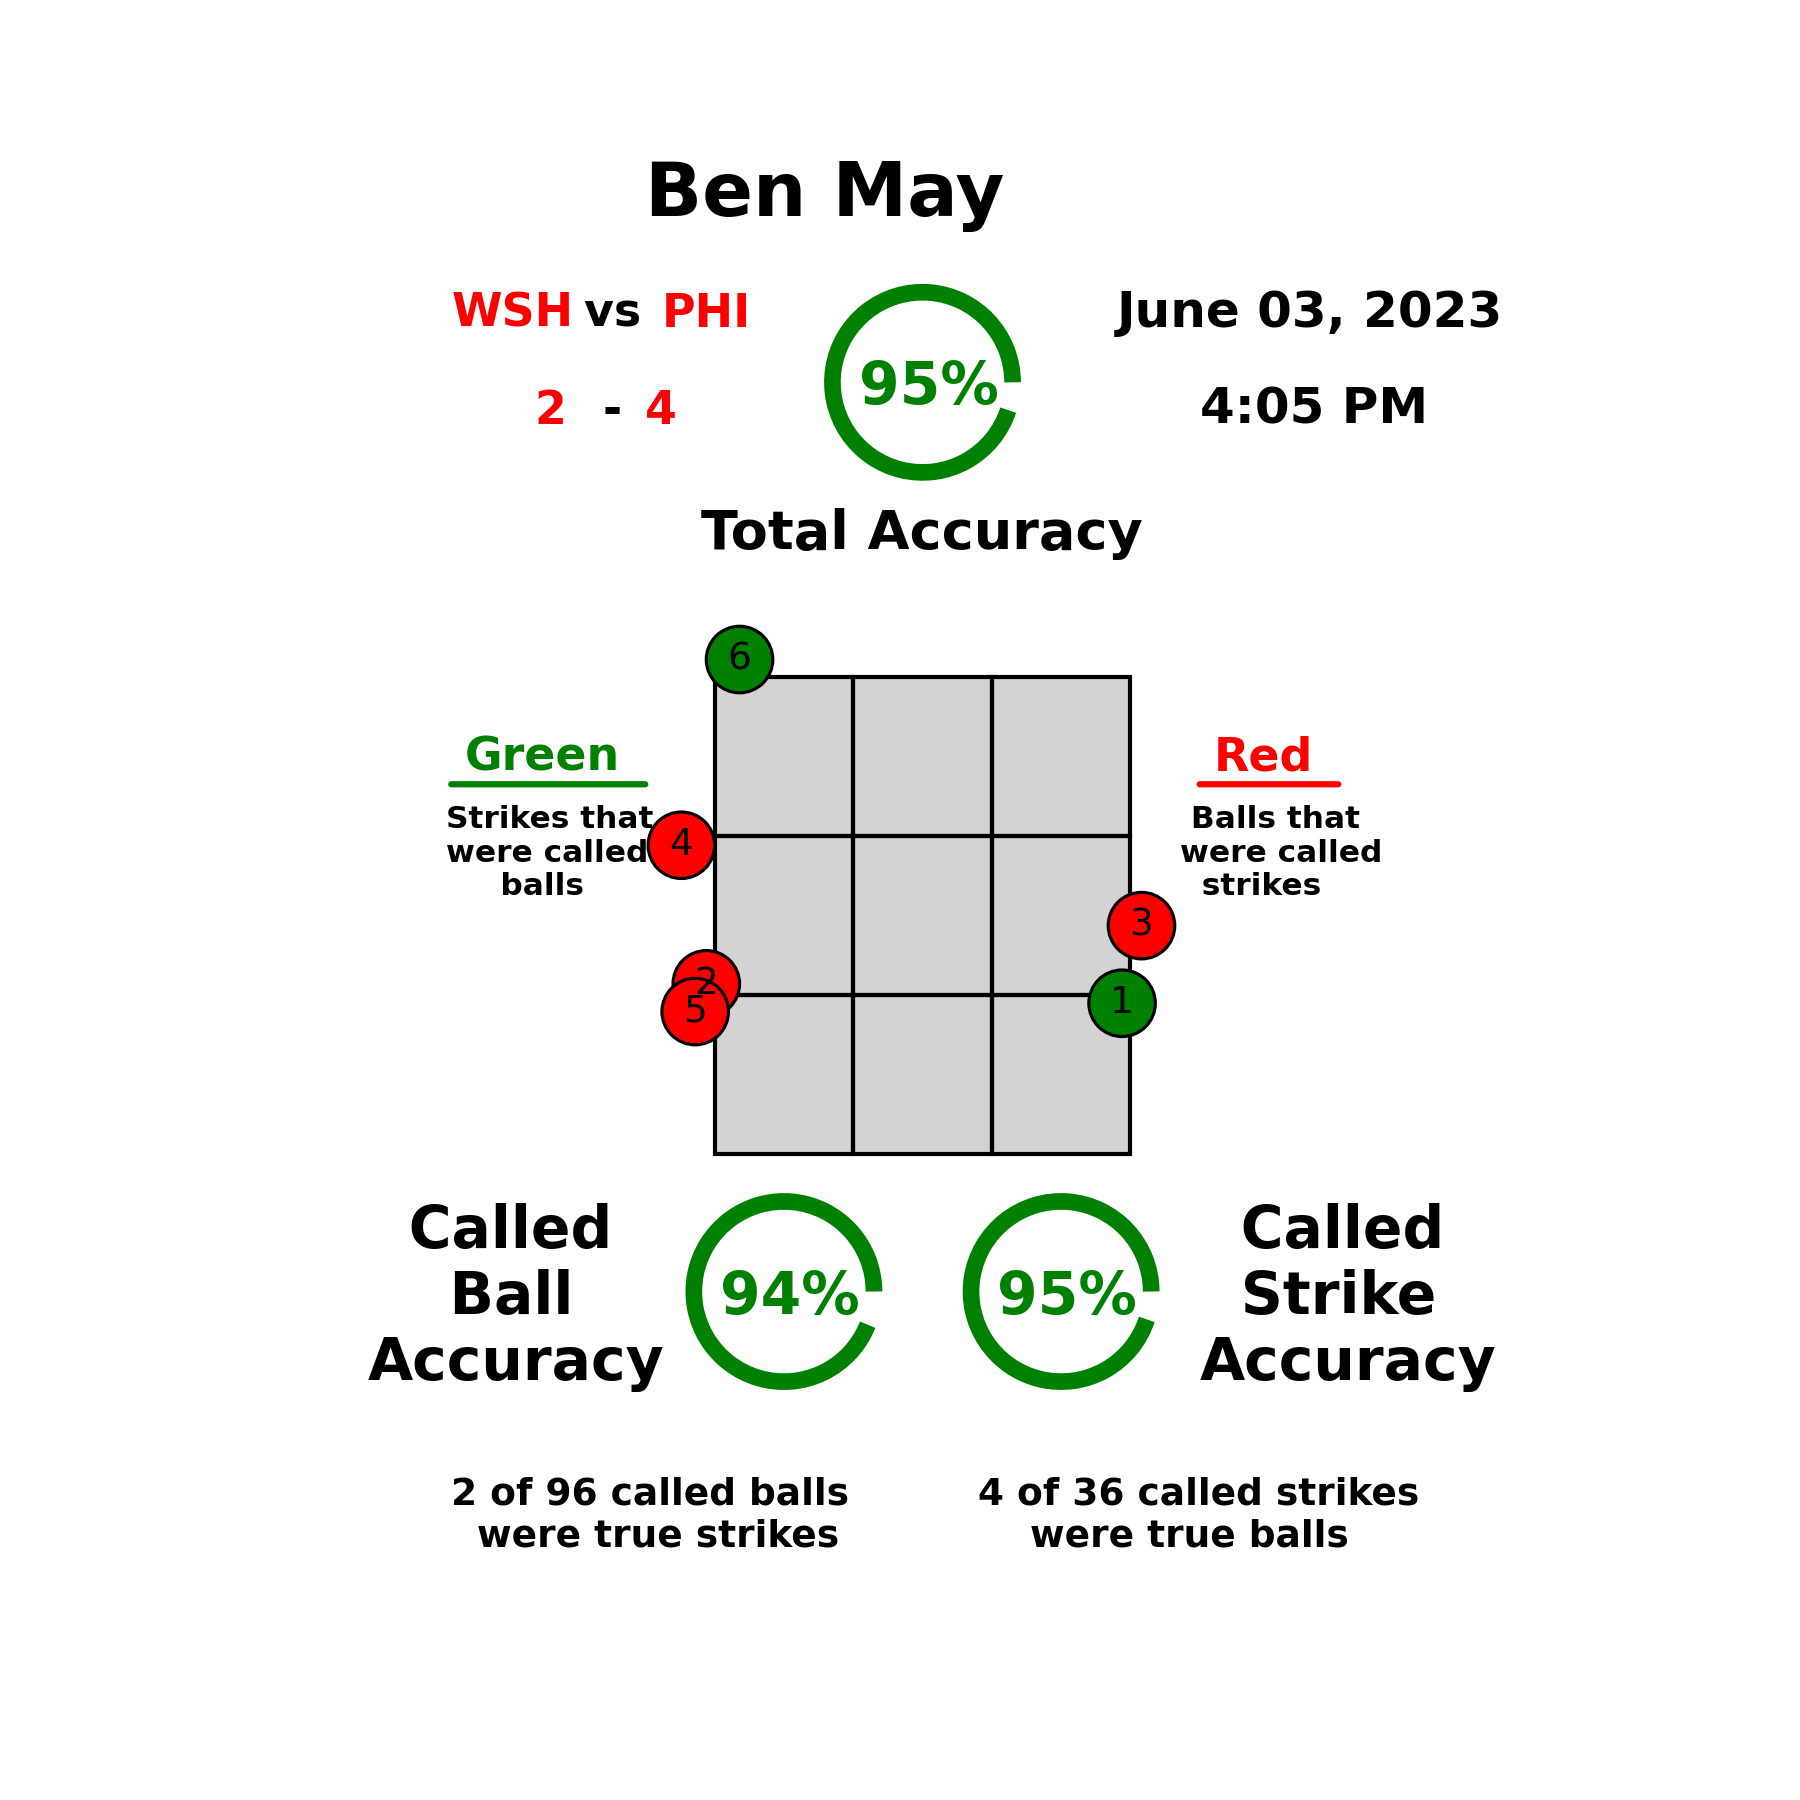 Ben May
WSH vs PHI
2 - 4
95%
June 03, 2023
4:05 PM
Total Accuracy
6
Green
Strikes that
were called
balls
4
Red
Balls that
were called
strikes
3
2
5
1
Called
Ball
Accuracy
94%
95%
Called
Strike
Accuracy
2 of 96 called balls
were true strikes
4 of 36 called strikes
were true balls